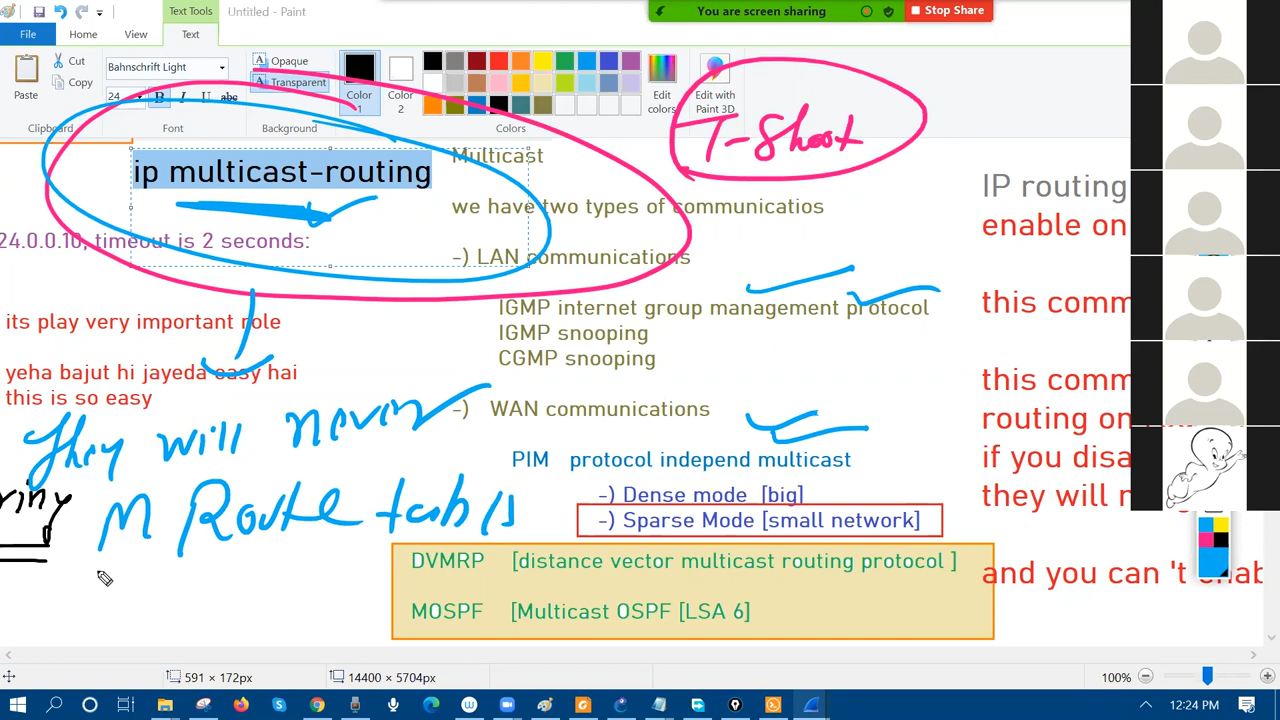 Text Tools
Untitled - Paint
You are screen sharing
Stop Share
File
Home
View
Text
Cut
Copy
Paste
Clipboard
Bahnschrift Light
24
B I U abc
Font
Opaque
Transparent
Background
Color
1
Color
2
Colors
Edit
colors
Edit with
Paint 3D
T-Shoot
ip multicast-routing
24.0.0.10, timeout is 2 seconds:
its play very important role
yeha bajut hi jayeda easy hai
this is so easy
They will never
M Route table
Multicast
we have two types of communicatios
-) LAN communications
IGMP internet group management protocol
IGMP snooping
CGMP snooping
-) WAN communications
PIM protocol independ multicast
-) Dense mode [big]
-) Sparse Mode [small network]
DVMRP [distance vector multicast routing protocol ]
MOSPF [Multicast OSPF [LSA 6]
IP routing
enable on
this comm
this comm
routing on
if you disa
they will n
and you can 't enab
591 × 172px
14400 × 5704px
100%
12:24 PM